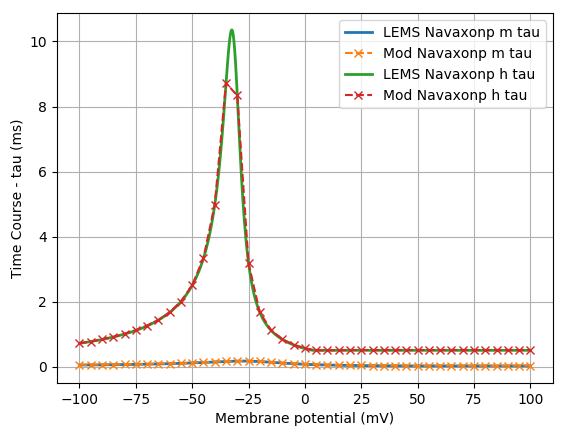 LEMS Navaxonp m tau
Mod Navaxonp m tau
LEMS Navaxonp h tau
Mod Navaxonp h tau
Time Course - tau (ms)
10
8
6
4
2
0
−100 −75 −50 −25 0 25 50 75 100
Membrane potential (mV)